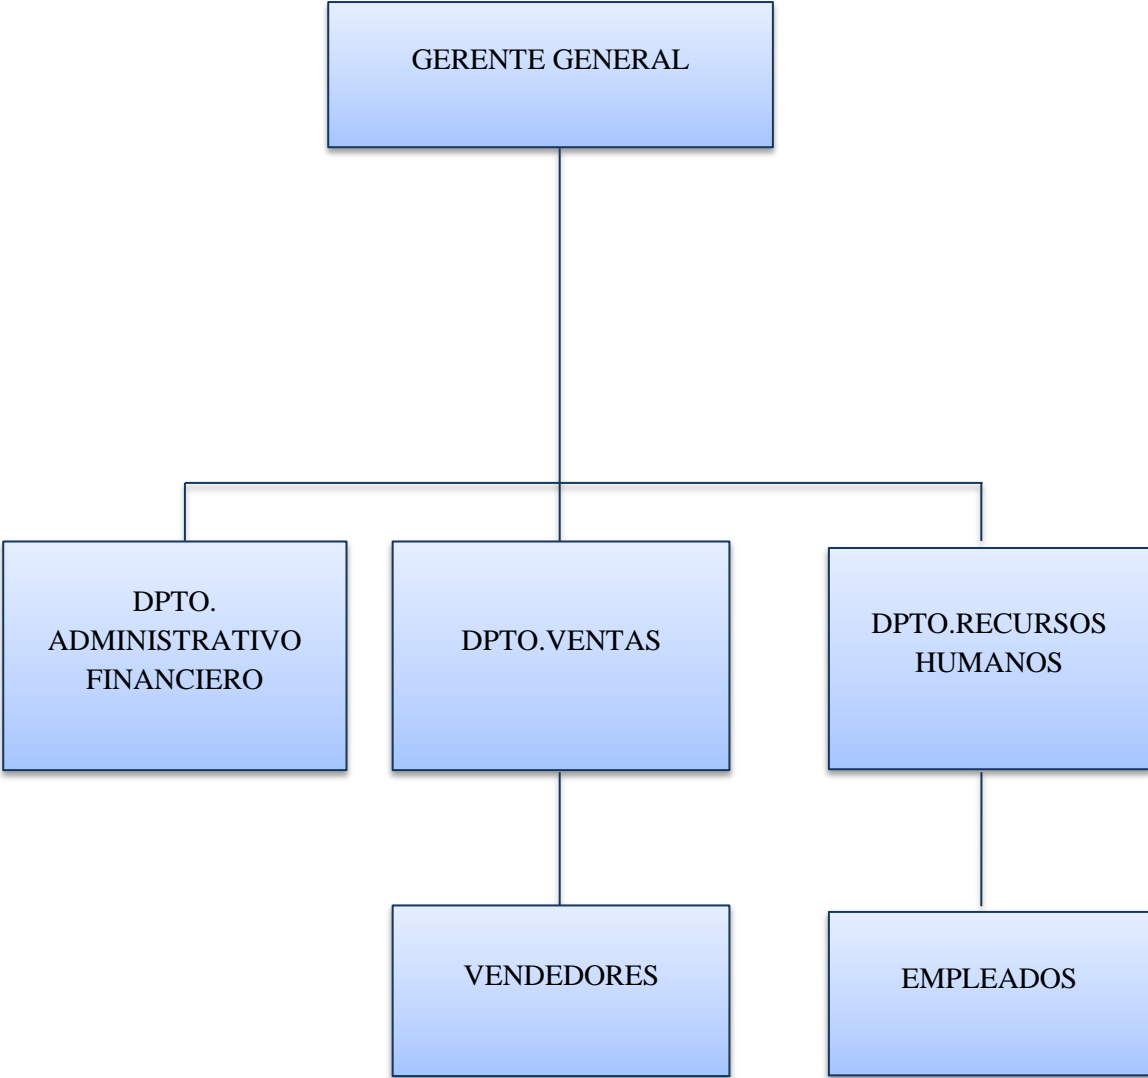 GERENTE GENERAL
DPTO.
ADMINISTRATIVO
FINANCIERO
DPTO.VENTAS
DPTO.RECURSOS
HUMANOS
VENDEDORES
EMPLEADOS